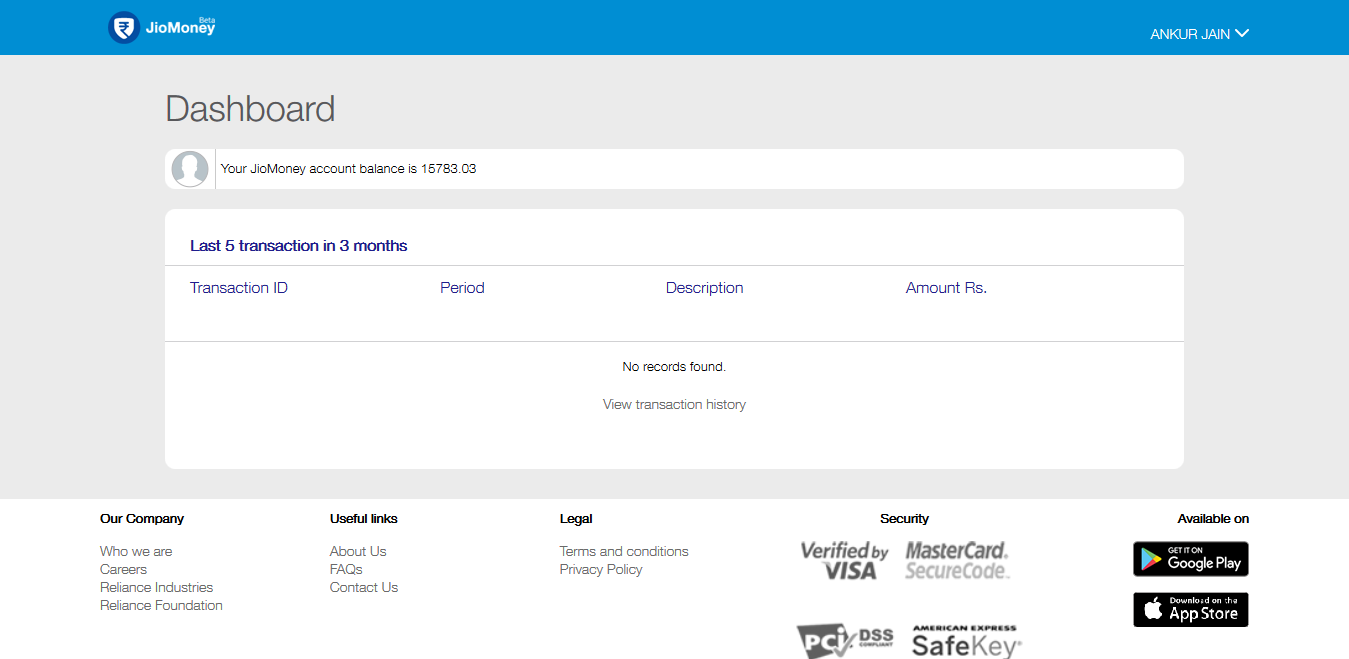 JioMoney Beta
ANKUR JAIN
Dashboard
Your JioMoney account balance is 15783.03
Last 5 transaction in 3 months
Transaction ID Period Description Amount Rs.
No records found.
View transaction history
Our Company
Who we are
Careers
Reliance Industries
Reliance Foundation
Useful links
About Us
FAQs
Contact Us
Legal
Terms and conditions
Privacy Policy
Security
Verified by
VISA
MasterCard.
SecureCode.
PCI DSS
COMPLIANT
AMERICAN EXPRESS
SafeKey®
Available on
GET IT ON
Google Play
Download on the
App Store